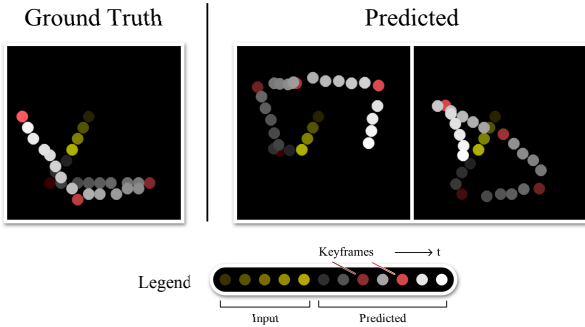 Ground Truth
Predicted
Keyframes
t
Legend
Input
Predicted